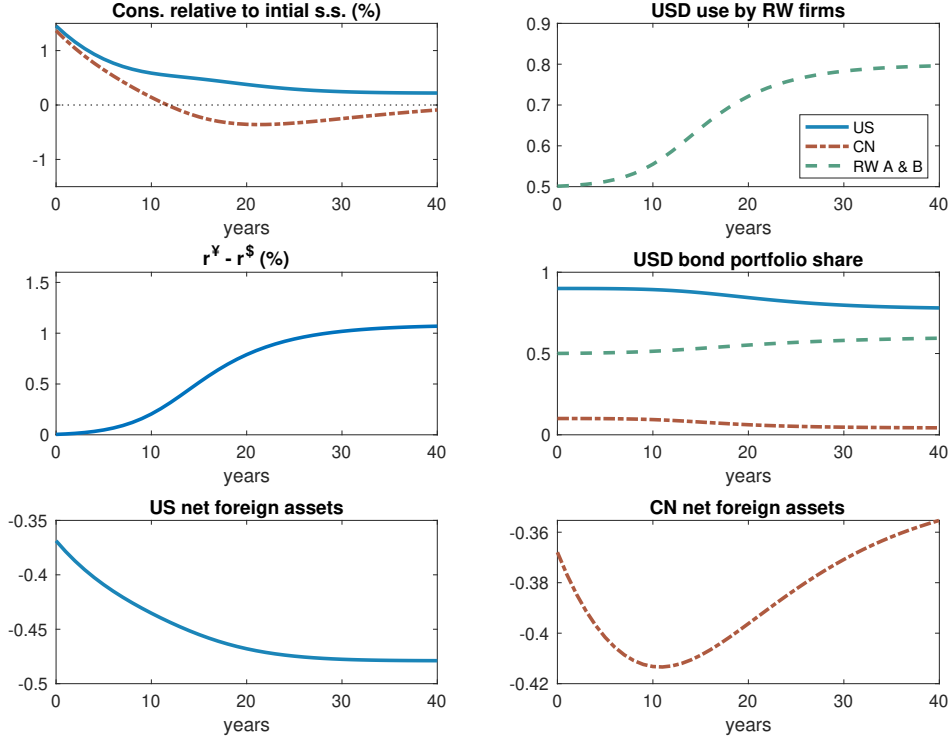 Cons. relative to intial s.s. (%)
1
0
-1
0 10 20 30 40
years
USD use by RW firms
0.9
0.8
0.7
0.6
0.5
US
CN
RW A & B
0 10 20 30 40
years
r¥ - r$ (%)
1.5
1
0.5
0
0 10 20 30 40
years
USD bond portfolio share
1
0.5
0
0 10 20 30 40
years
US net foreign assets
-0.35
-0.4
-0.45
-0.5
0 10 20 30 40
years
CN net foreign assets
-0.36
-0.38
-0.4
-0.42
0 10 20 30 40
years